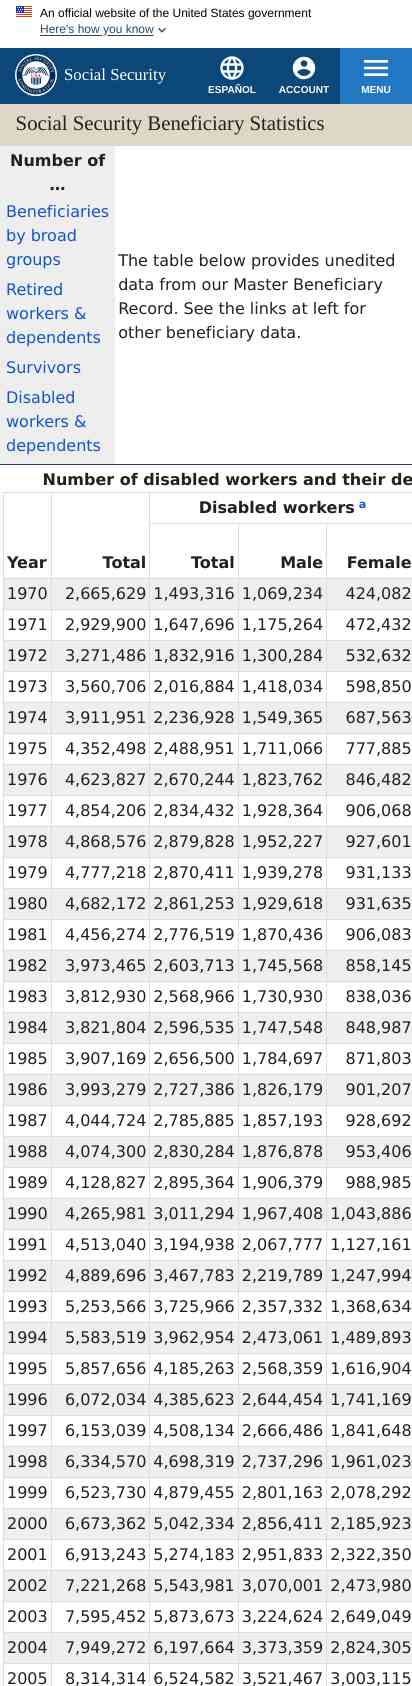 An official website of the United States government
Here's how you know
Social Security
ESPAÑOL
ACCOUNT
MENU
Social Security Beneficiary Statistics
Number of
...
Beneficiaries
by broad
groups
Retired
workers &
dependents
Survivors
Disabled
workers &
dependents
The table below provides unedited
data from our Master Beneficiary
Record. See the links at left for
other beneficiary data.
Number of disabled workers and their de
Disabled workers a
Year Total Total Male Female
1970 2,665,629 1,493,316 1,069,234 424,082
1971 2,929,900 1,647,696 1,175,264 472,432
1972 3,271,486 1,832,916 1,300,284 532,632
1973 3,560,706 2,016,884 1,418,034 598,850
1974 3,911,951 2,236,928 1,549,365 687,563
1975 4,352,498 2,488,951 1,711,066 777,885
1976 4,623,827 2,670,244 1,823,762 846,482
1977 4,854,206 2,834,432 1,928,364 906,068
1978 4,868,576 2,879,828 1,952,227 927,601
1979 4,777,218 2,870,411 1,939,278 931,133
1980 4,682,172 2,861,253 1,929,618 931,635
1981 4,456,274 2,776,519 1,870,436 906,083
1982 3,973,465 2,603,713 1,745,568 858,145
1983 3,812,930 2,568,966 1,730,930 838,036
1984 3,821,804 2,596,535 1,747,548 848,987
1985 3,907,169 2,656,500 1,784,697 871,803
1986 3,993,279 2,727,386 1,826,179 901,207
1987 4,044,724 2,785,885 1,857,193 928,692
1988 4,074,300 2,830,284 1,876,878 953,406
1989 4,128,827 2,895,364 1,906,379 988,985
1990 4,265,981 3,011,294 1,967,408 1,043,886
1991 4,513,040 3,194,938 2,067,777 1,127,161
1992 4,889,696 3,467,783 2,219,789 1,247,994
1993 5,253,566 3,725,966 2,357,332 1,368,634
1994 5,583,519 3,962,954 2,473,061 1,489,893
1995 5,857,656 4,185,263 2,568,359 1,616,904
1996 6,072,034 4,385,623 2,644,454 1,741,169
1997 6,153,039 4,508,134 2,666,486 1,841,648
1998 6,334,570 4,698,319 2,737,296 1,961,023
1999 6,523,730 4,879,455 2,801,163 2,078,292
2000 6,673,362 5,042,334 2,856,411 2,185,923
2001 6,913,243 5,274,183 2,951,833 2,322,350
2002 7,221,268 5,543,981 3,070,001 2,473,980
2003 7,595,452 5,873,673 3,224,624 2,649,049
2004 7,949,272 6,197,664 3,373,359 2,824,305
2005 8,314,314 6,524,582 3,521,467 3,003,115